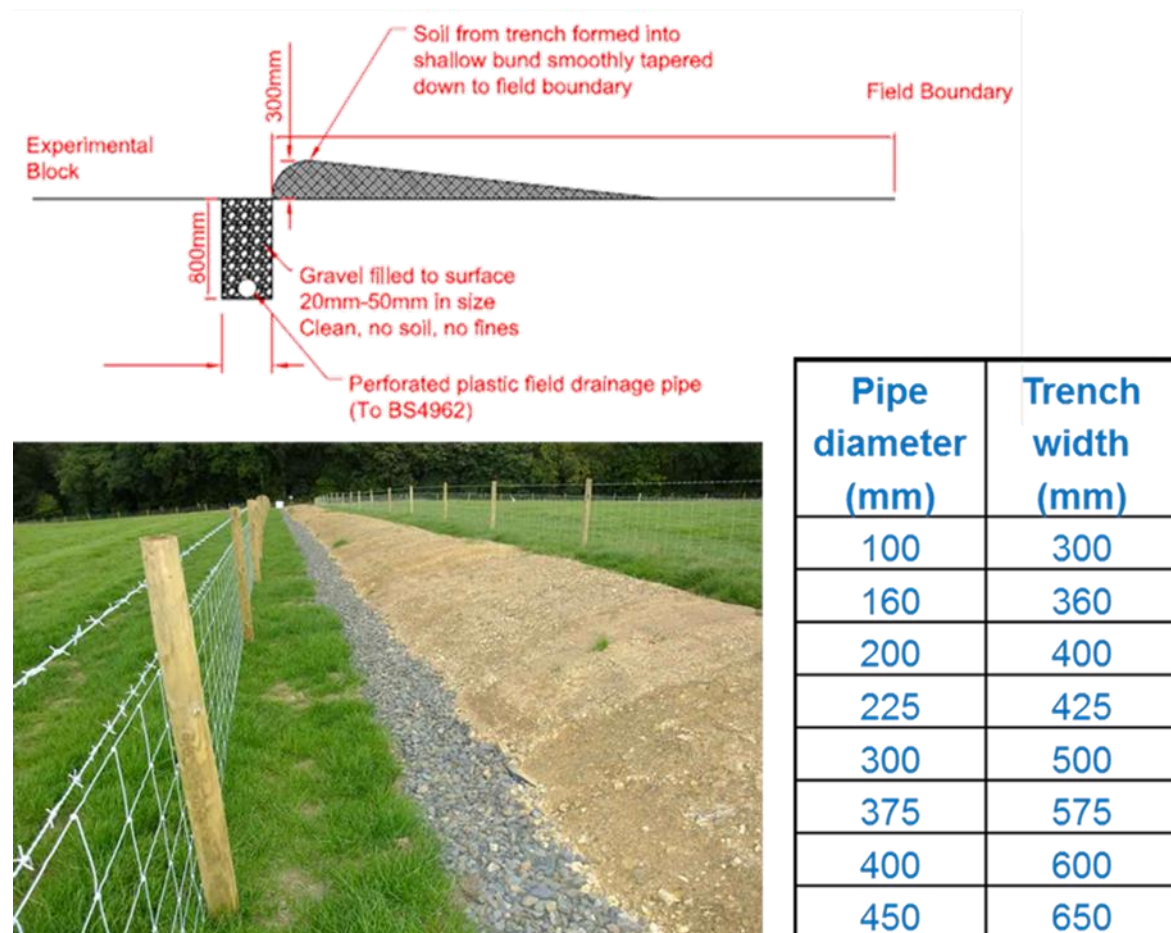 Soil from trench formed into
shallow bund smoothly tapered
down to field boundary
300mm
Field Boundary
Experimental
Block
800mm
Gravel filled to surface
20mm-50mm in size
Clean, no soil, no fines
Perforated plastic field drainage pipe
(To BS4962)
Pipe diameter (mm) Trench width (mm)
100 300
160 360
200 400
225 425
300 500
375 575
400 600
450 650